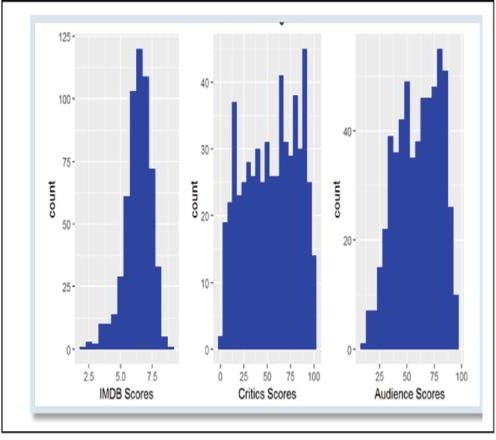 125
100
75
50
25
0
count
2.5 5.0 7.5
IMDB Scores
40
30
20
10
0
count
0 25 50 75 100
Critics Scores
40
20
0
count
25 50 75 100
Audience Scores